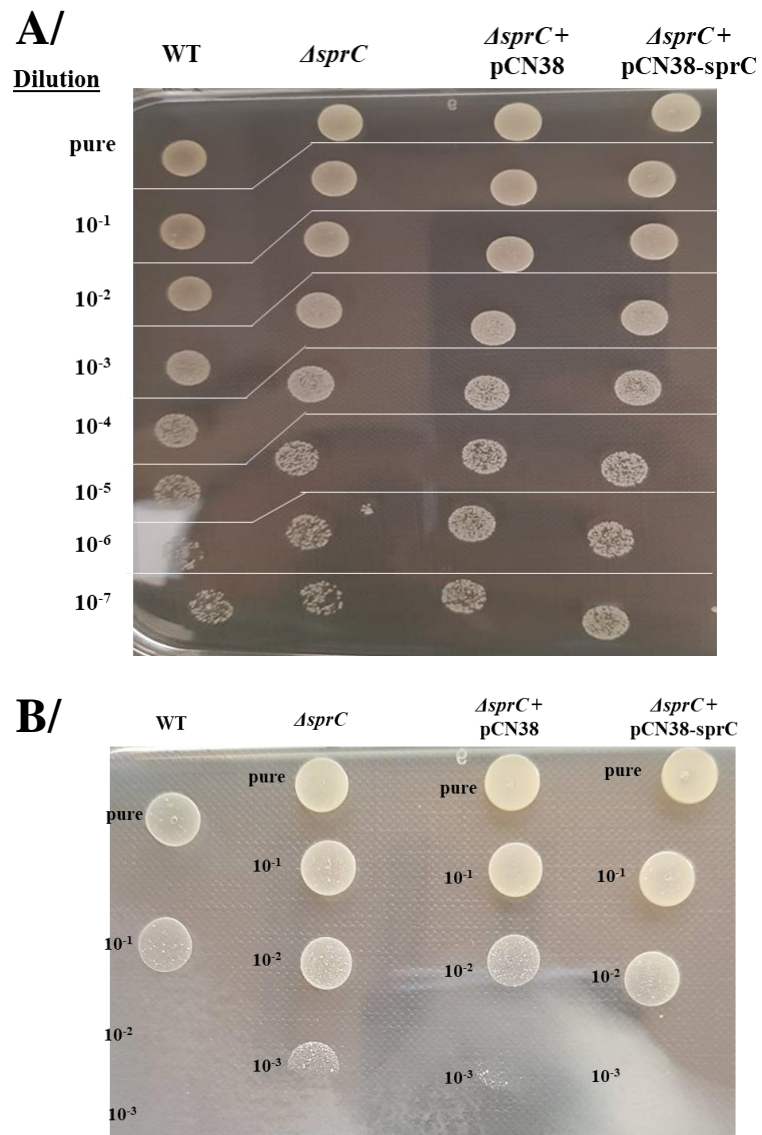 A/
WT ΔsprC ΔsprC + pCN38 ΔsprC + pCN38-sprC
Dilution
pure
10⁻¹
10⁻²
10⁻³
10⁻⁴
10⁻⁵
10⁻⁶
10⁻⁷
B/
WT ΔsprC ΔsprC + pCN38 ΔsprC + pCN38-sprC
pure pure pure pure
10⁻¹ 10⁻¹ 10⁻¹ 10⁻¹
10⁻² 10⁻² 10⁻² 10⁻²
10⁻³ 10⁻³ 10⁻³ 10⁻³